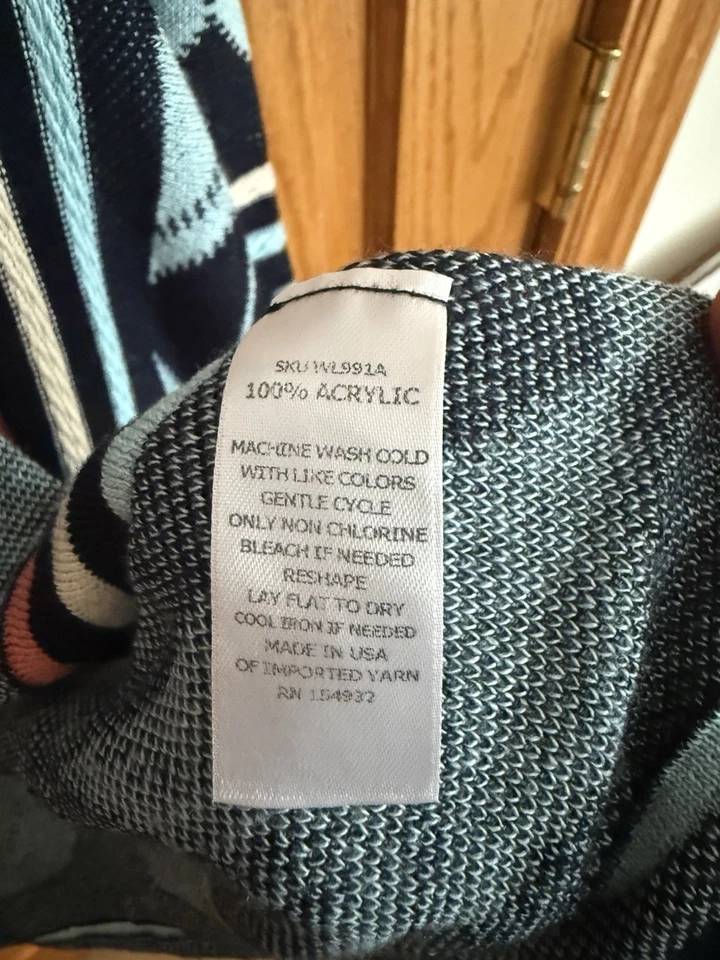 SKU WL991A
100% ACRYLIC
MACHINE WASH COLD
WITH LIKE COLORS
GENTLE CYCLE
ONLY NON CHLORINE
BLEACH IF NEEDED
RESHAPE
LAY FLAT TO DRY
COOL IRON IF NEEDED
MADE IN USA
OF IMPORTED YARN
RN 154932